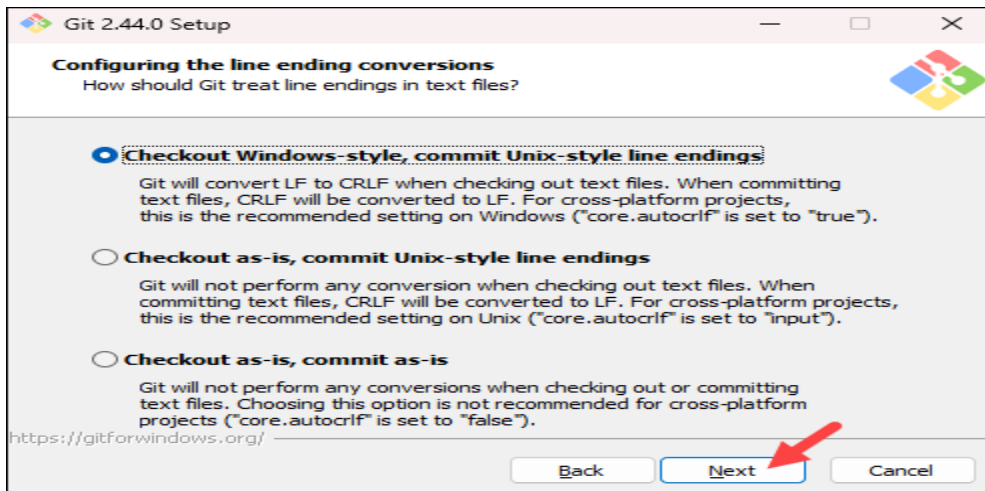 Git 2.44.0 Setup
Configuring the line ending conversions
How should Git treat line endings in text files?
Checkout Windows-style, commit Unix-style line endings
Git will convert LF to CRLF when checking out text files. When committing
text files, CRLF will be converted to LF. For cross-platform projects,
this is the recommended setting on Windows ("core.autocrlf" is set to "true").
Checkout as-is, commit Unix-style line endings
Git will not perform any conversion when checking out text files. When
committing text files, CRLF will be converted to LF. For cross-platform projects,
this is the recommended setting on Unix ("core.autocrlf" is set to "input").
Checkout as-is, commit as-is
Git will not perform any conversions when checking out or committing
text files. Choosing this option is not recommended for cross-platform
projects ("core.autocrlf" is set to "false").
https://gitforwindows.org/
Back Next Cancel